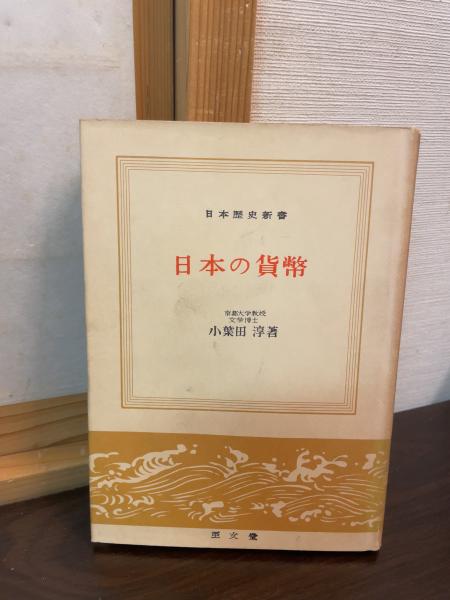 日本歴史新書
日本の貨幣
京都大学教授
文学博士
小葉田 淳著
至文堂